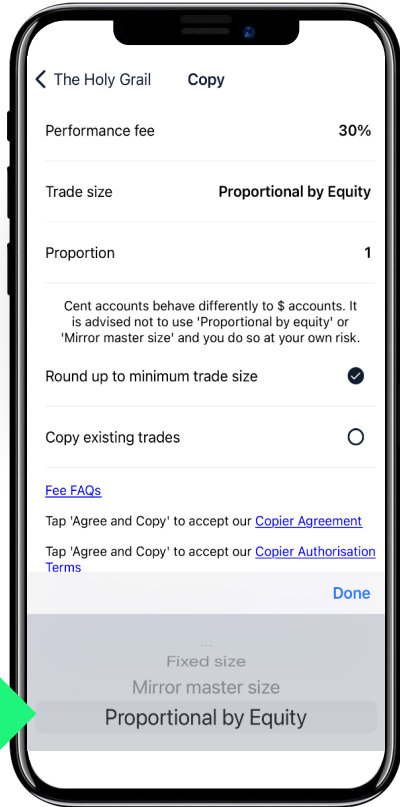 The Holy Grail Copy
Performance fee 30%
Trade size Proportional by Equity
Proportion 1
Cent accounts behave differently to $ accounts. It
is advised not to use 'Proportional by equity' or
'Mirror master size' and you do so at your own risk.
Round up to minimum trade size
Copy existing trades
Fee FAQs
Tap 'Agree and Copy' to accept our Copier Agreement
Tap 'Agree and Copy' to accept our Copier Authorisation
Terms
Done
...
Fixed size
Mirror master size
Proportional by Equity